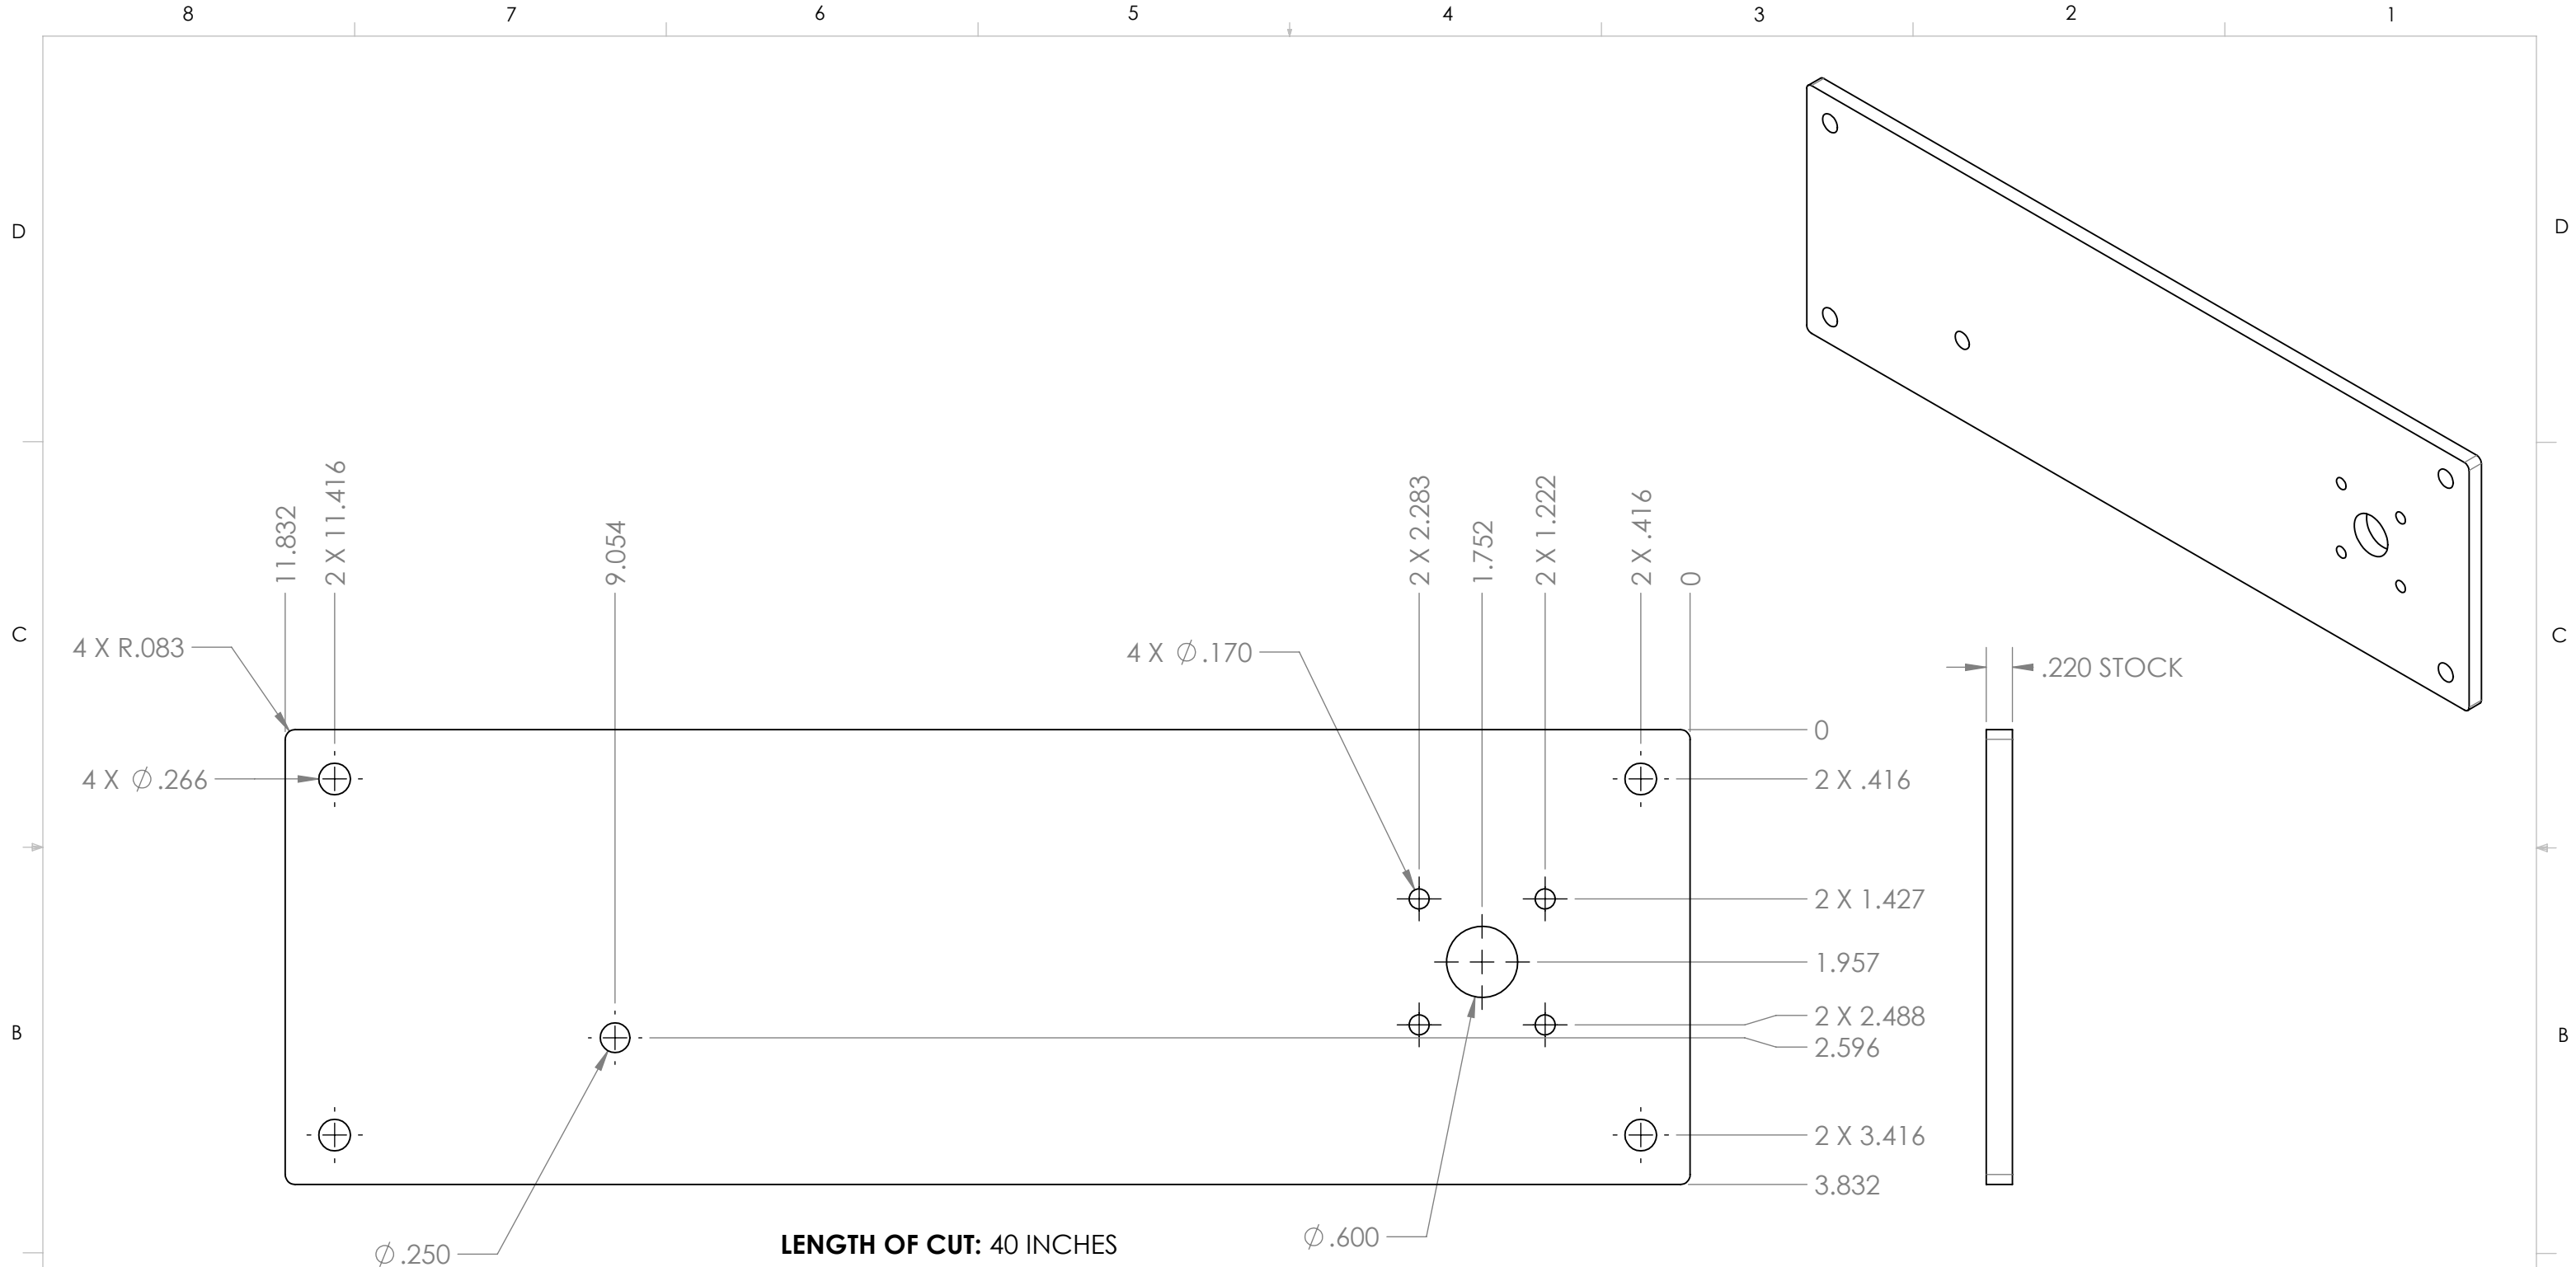 8 7 6 5 4 3 2 1
D D
11.832
2 X 11.416
9.054
2 X 2.283
1.752
2 X 1.222
2 X .416
0
C C
4 X R.083
4 X ∅.170
.220 STOCK
0
4 X ∅.266
2 X .416
2 X 1.427
1.957
2 X 2.488
B B
2.596
2 X 3.416
3.832
∅.250
LENGTH OF CUT: 40 INCHES
∅.600